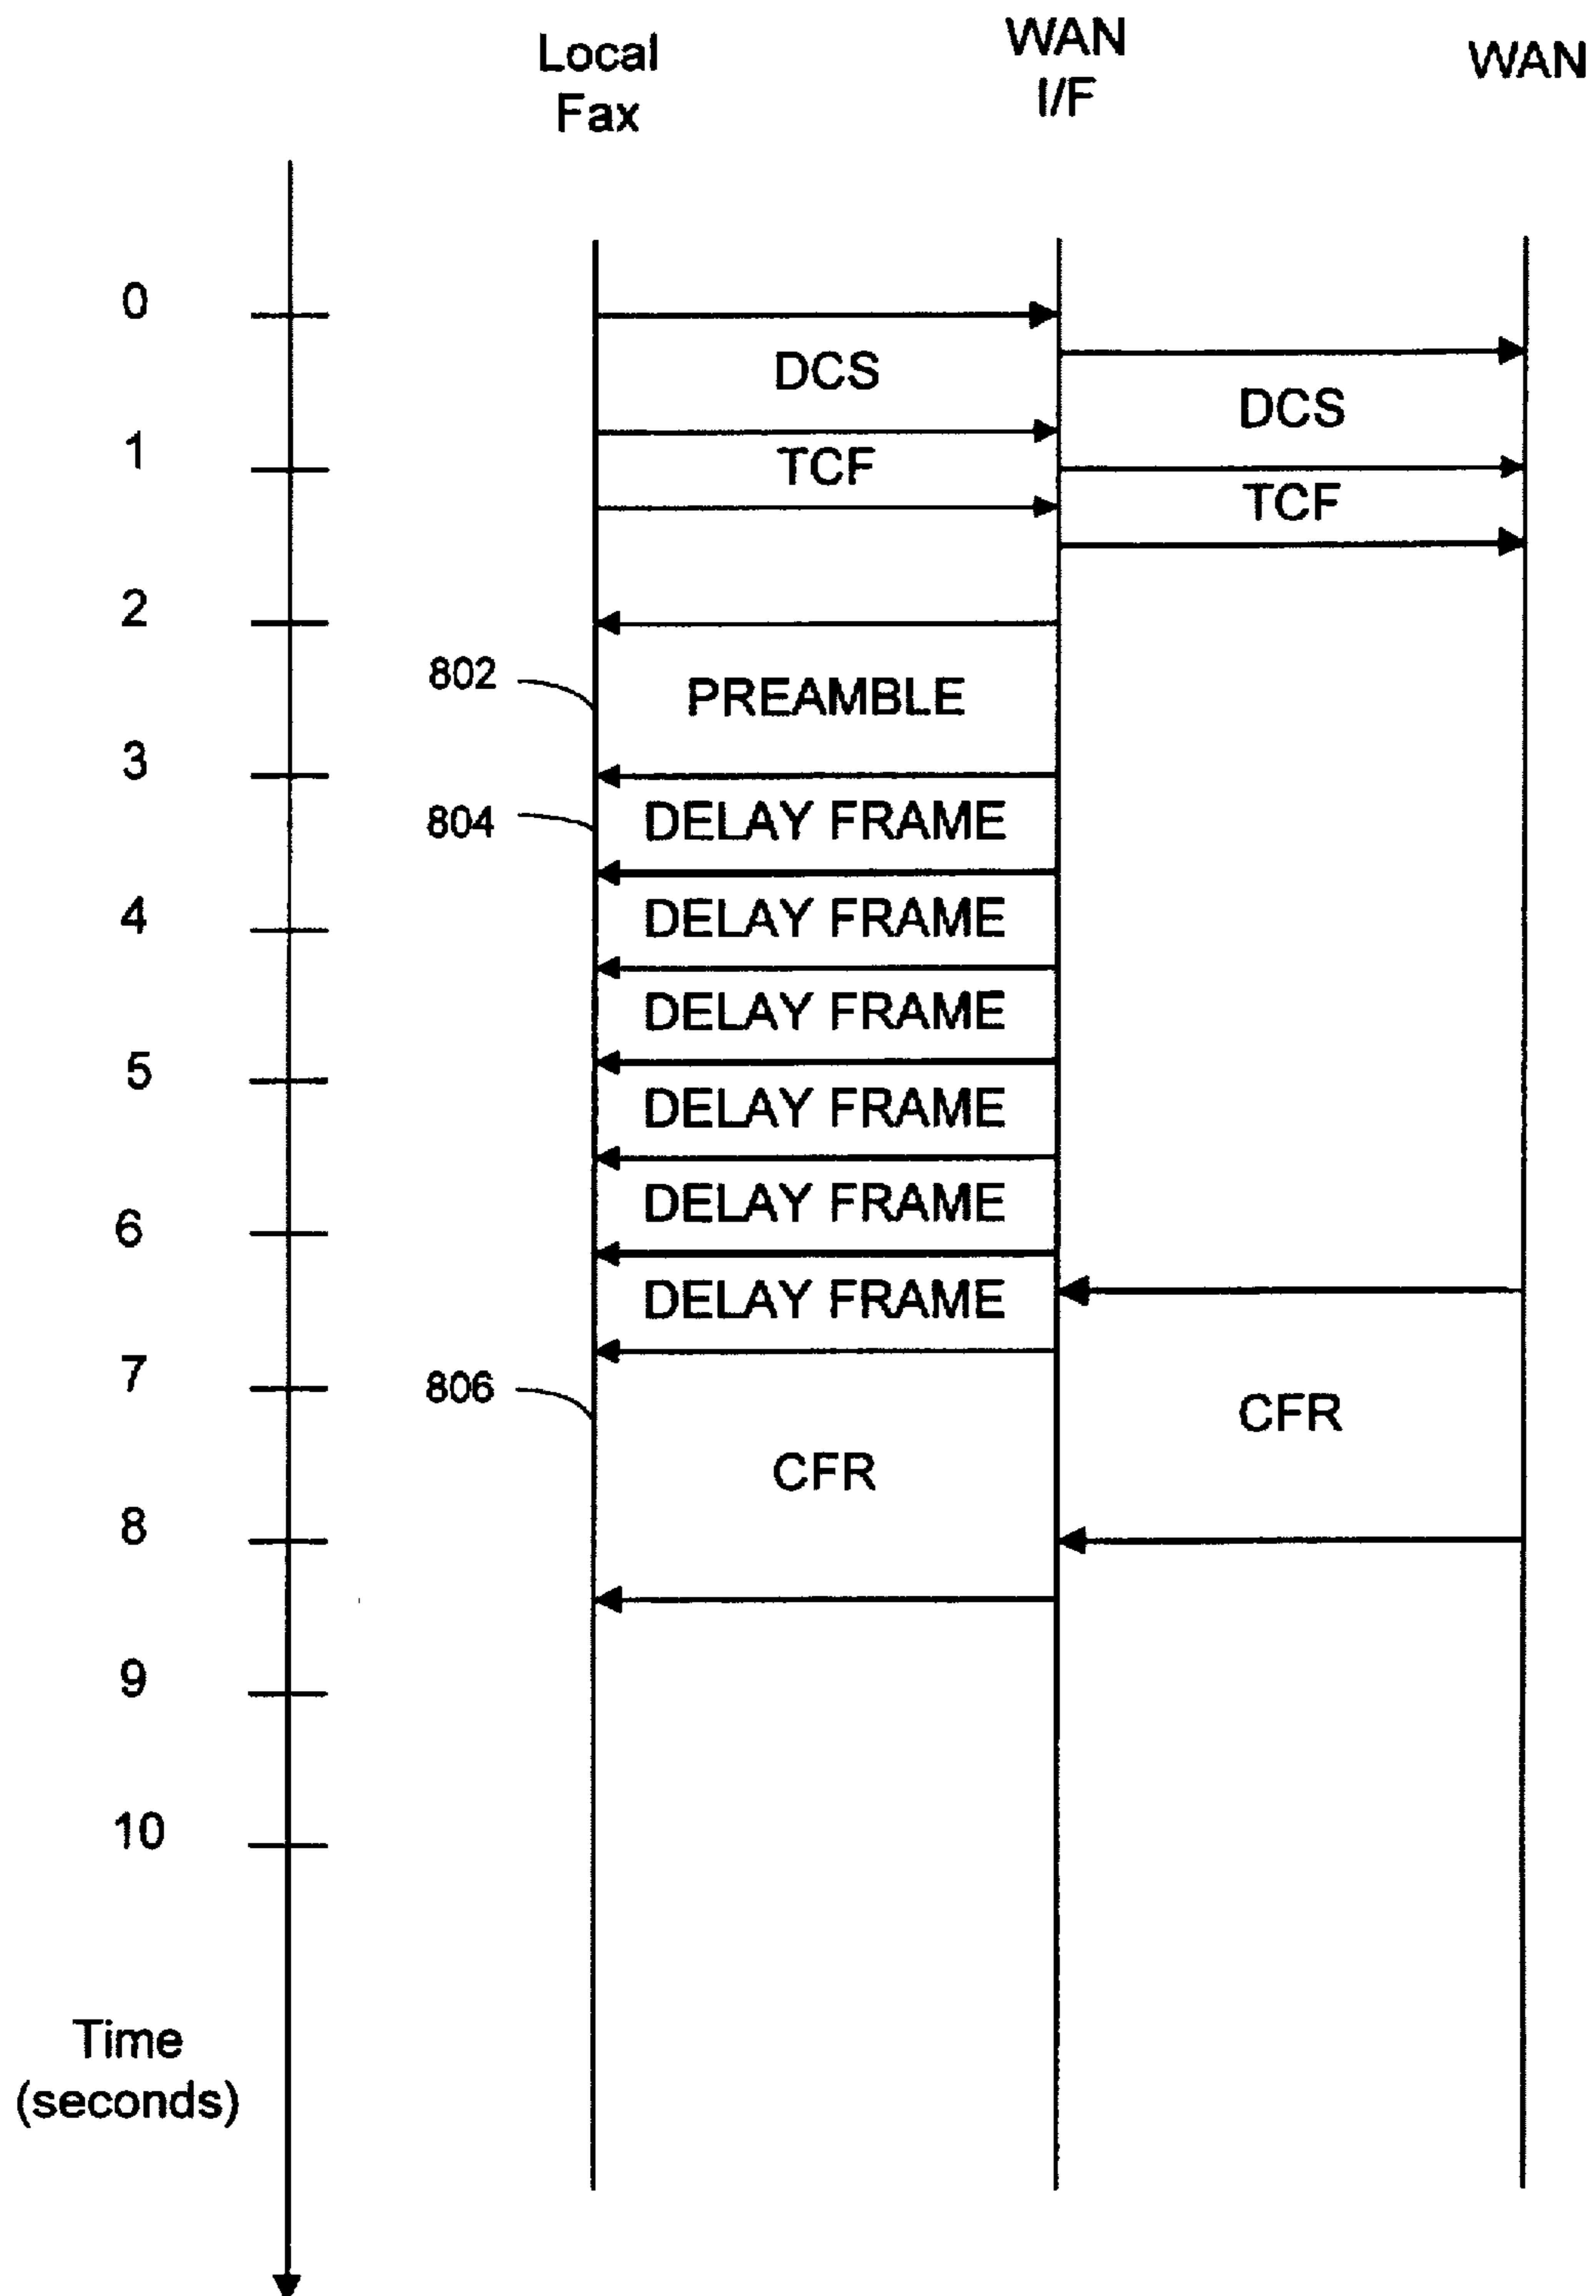 Local
Fax
WAN
I/F
WAN
0
DCS
DCS
1
TCF
TCF
2
802
PREAMBLE
3
804
DELAY FRAME
4
DELAY FRAME
DELAY FRAME
5
DELAY FRAME
6
DELAY FRAME
DELAY FRAME
7
806
CFR
CFR
8
9
10
Time
(seconds)